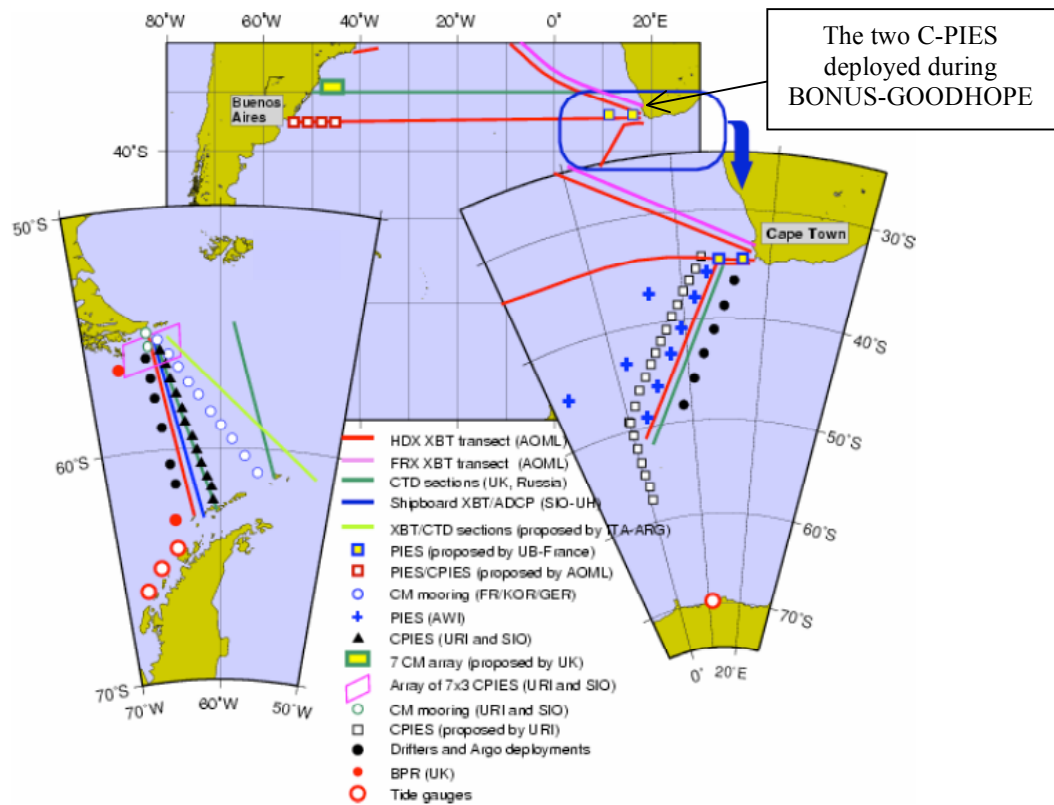 80°W 60°W 40°W 20°W 0° 20°E
The two C-PIES
deployed during
BONUS-GOODHOPE
Buenos
Aires
40°S
50°S
Cape Town
30°S
40°S
50°S
60°S
60°S
70°S
0° 20°E
70°S
70°W 60°W 50°W
HDX XBT transect (AOML)
FRX XBT transect (AOML)
CTD sections (UK, Russia)
Shipboard XBT/ADCP (SIO-UH)
XBT/CTD sections (proposed by ITA-ARG)
PIES (proposed by UB-France)
PIES/CPIES (proposed by AOML)
CM mooring (FR/KOR/GER)
PIES (AWI)
CPIES (URI and SIO)
7 CM array (proposed by UK)
Array of 7x3 CPIES (URI and SIO)
CM mooring (URI and SIO)
CPIES (proposed by URI)
Drifters and Argo deployments
BPR (UK)
Tide gauges